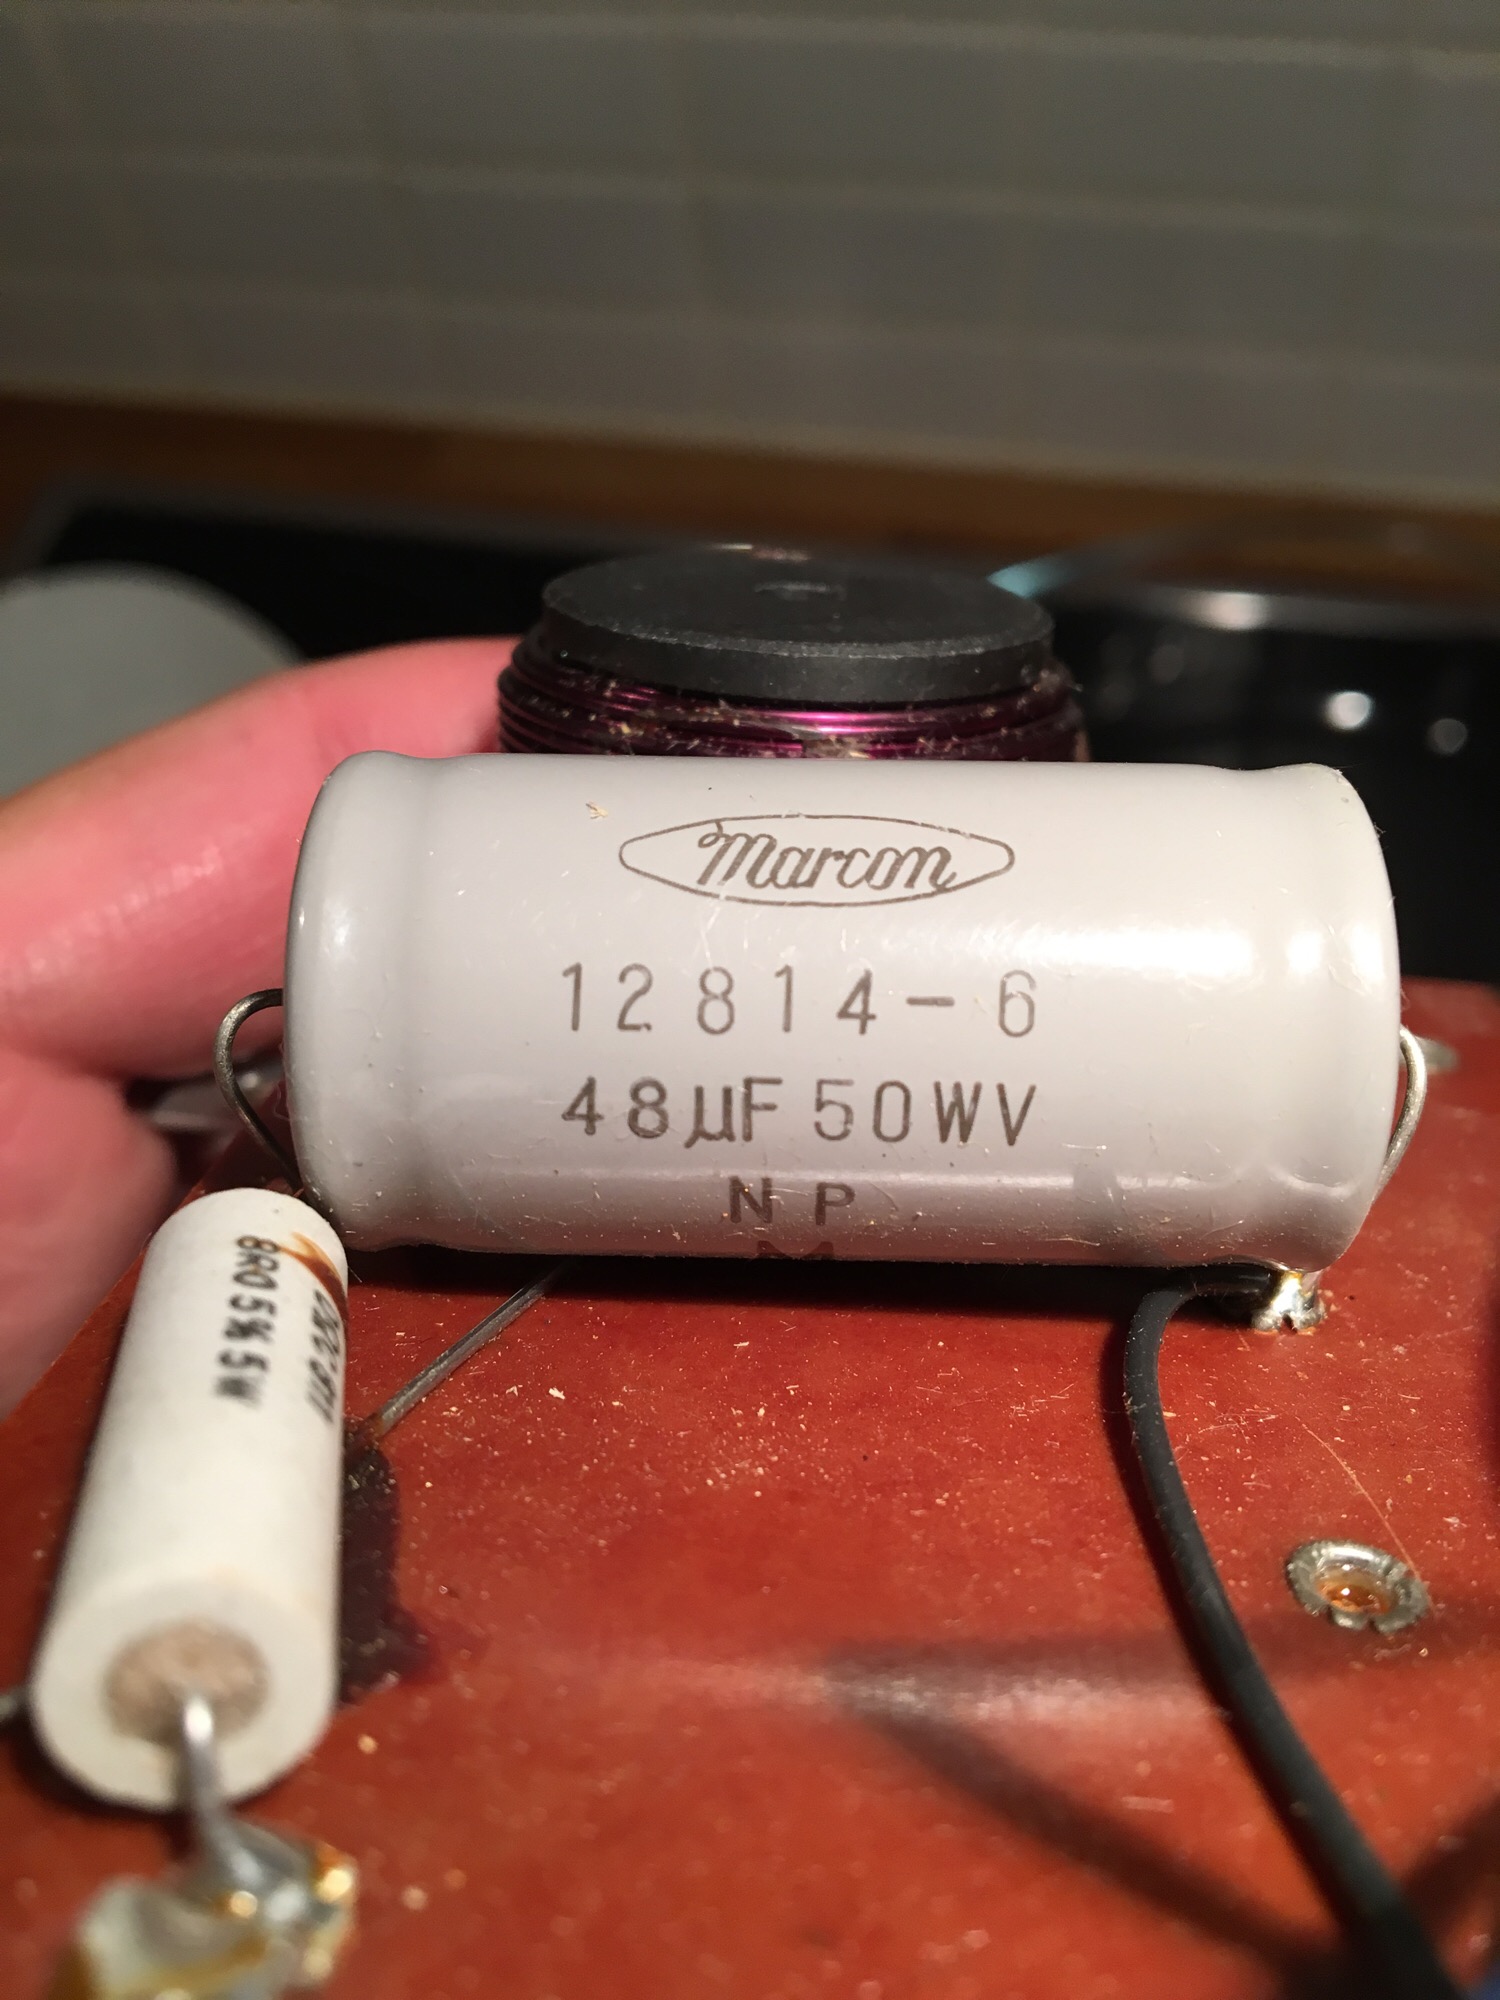 Marcon
12814-6
48µF 50WV
NP
M
8R0 5% 5W